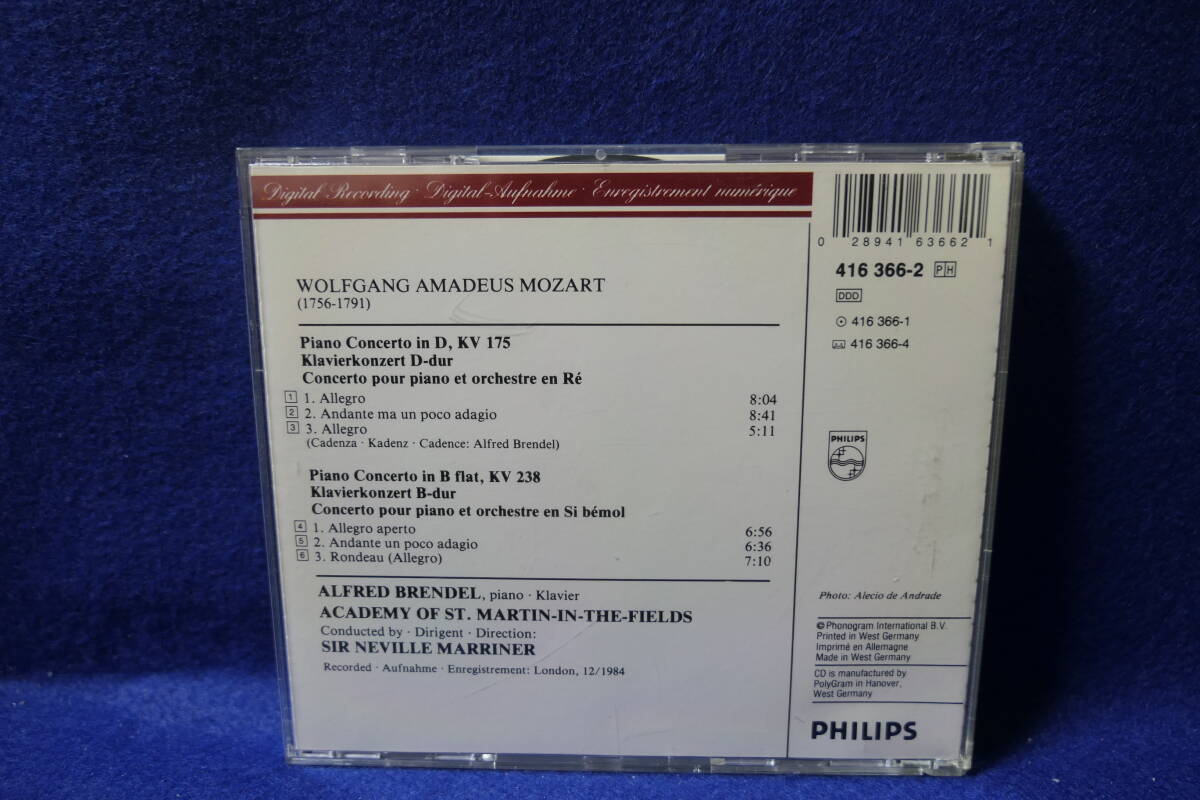 Digital Recording · Digital-Aufnahme · Enregistrement numérique
WOLFGANG AMADEUS MOZART
(1756-1791)
Piano Concerto in D, KV 175
Klavierkonzert D-dur
Concerto pour piano et orchestre en Ré
1 1. Allegro 8:04
2 2. Andante ma un poco adagio 8:41
3 3. Allegro 5:11
(Cadenza · Kadenz · Cadence: Alfred Brendel)
Piano Concerto in B flat, KV 238
Klavierkonzert B-dur
Concerto pour piano et orchestre en Si bémol
4 1. Allegro aperto 6:56
5 2. Andante un poco adagio 6:36
6 3. Rondeau (Allegro) 7:10
ALFRED BRENDEL, piano · Klavier
ACADEMY OF ST. MARTIN-IN-THE-FIELDS
Conducted by · Dirigent · Direction:
SIR NEVILLE MARRINER
Recorded · Aufnahme · Enregistrement: London, 12/1984
0 28941 63662 1
416 366-2 PH
DDD
416 366-1
416 366-4
PHILIPS
Photo: Alecio de Andrade
© Phonogram International B.V.
Printed in West Germany
Imprimé en Allemagne
Made in West Germany
CD is manufactured by
PolyGram in Hanover,
West Germany
PHILIPS